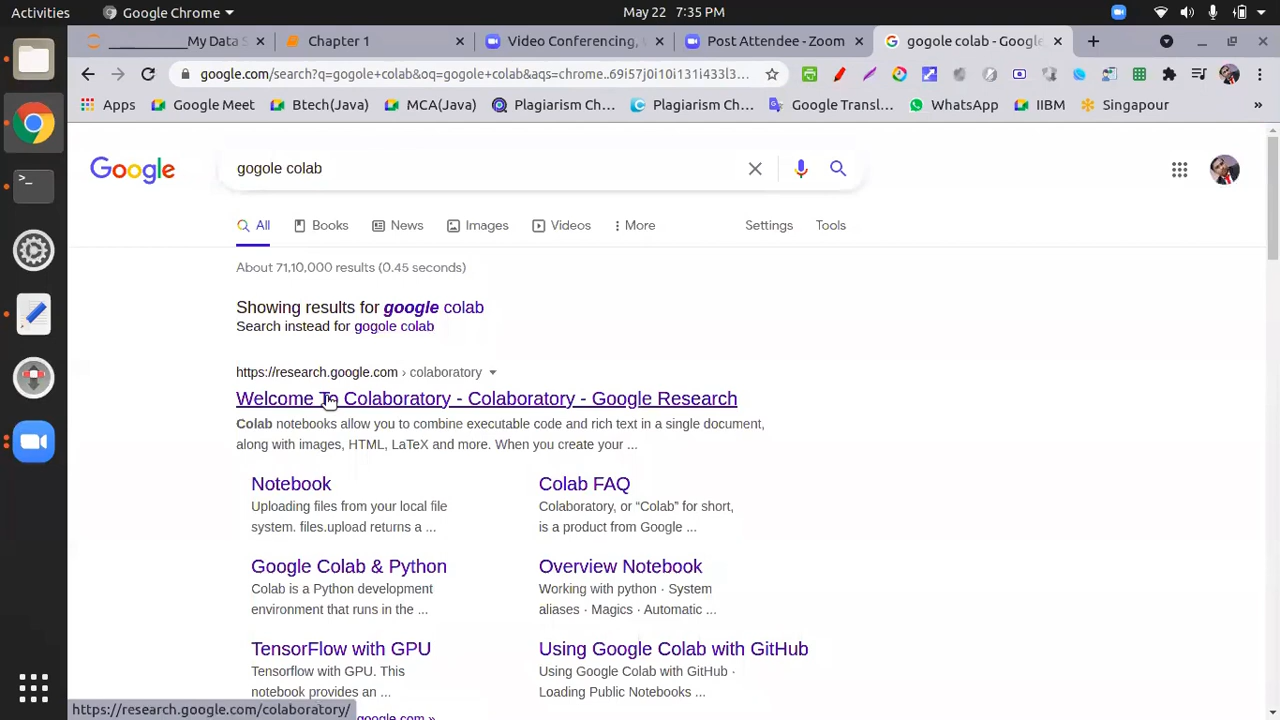 Activities Google Chrome May 22 7:35 PM
__________My Data S Chapter 1 Video Conferencing, Post Attendee - Zoom gogole colab - Google
google.com/search?q=gogole+colab&oq=gogole+colab&aqs=chrome..69i57j0i10i131i433l3...
Apps Google Meet Btech(Java) MCA(Java) Plagiarism Ch... Plagiarism Ch... Google Transl... WhatsApp IIBM Singapour »
Google gogole colab
All Books News Images Videos More Settings Tools
About 71,10,000 results (0.45 seconds)
Showing results for google colab
Search instead for gogole colab
https://research.google.com › colaboratory
Welcome To Colaboratory - Colaboratory - Google Research
Colab notebooks allow you to combine executable code and rich text in a single document,
along with images, HTML, LaTeX and more. When you create your ...
Notebook
Uploading files from your local file
system. files.upload returns a ...
Colab FAQ
Colaboratory, or “Colab” for short,
is a product from Google ...
Google Colab & Python
Colab is a Python development
environment that runs in the ...
Overview Notebook
Working with python · System
aliases · Magics · Automatic ...
TensorFlow with GPU
Tensorflow with GPU. This
notebook provides an ...
Using Google Colab with GitHub
Using Google Colab with GitHub ·
Loading Public Notebooks ...
google.com »
https://research.google.com/colaboratory/